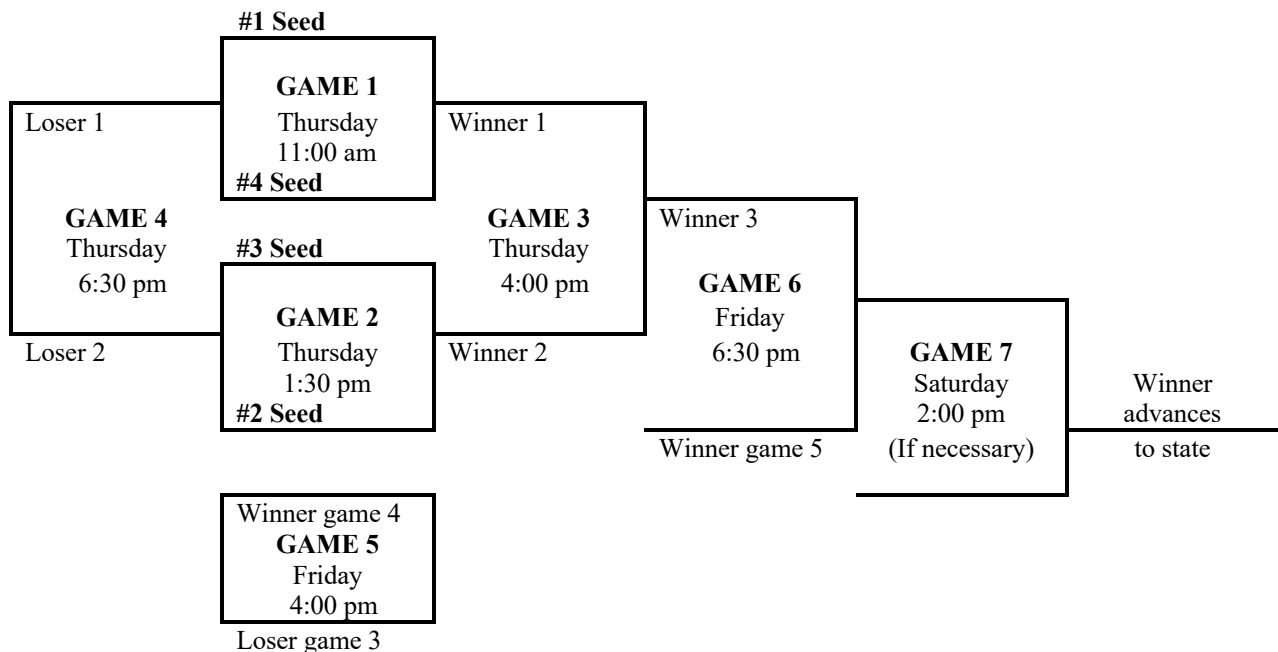 #1 Seed
GAME 1
Thursday
11:00 am
#4 Seed
Loser 1
GAME 4
Thursday
6:30 pm
Loser 2
#3 Seed
GAME 2
Thursday
1:30 pm
#2 Seed
Winner 1
GAME 3
Thursday
4:00 pm
Winner 2
Winner 3
GAME 6
Friday
6:30 pm
Winner game 5
GAME 7
Saturday
2:00 pm
(If necessary)
Winner
advances
to state
Winner game 4
GAME 5
Friday
4:00 pm
Loser game 3